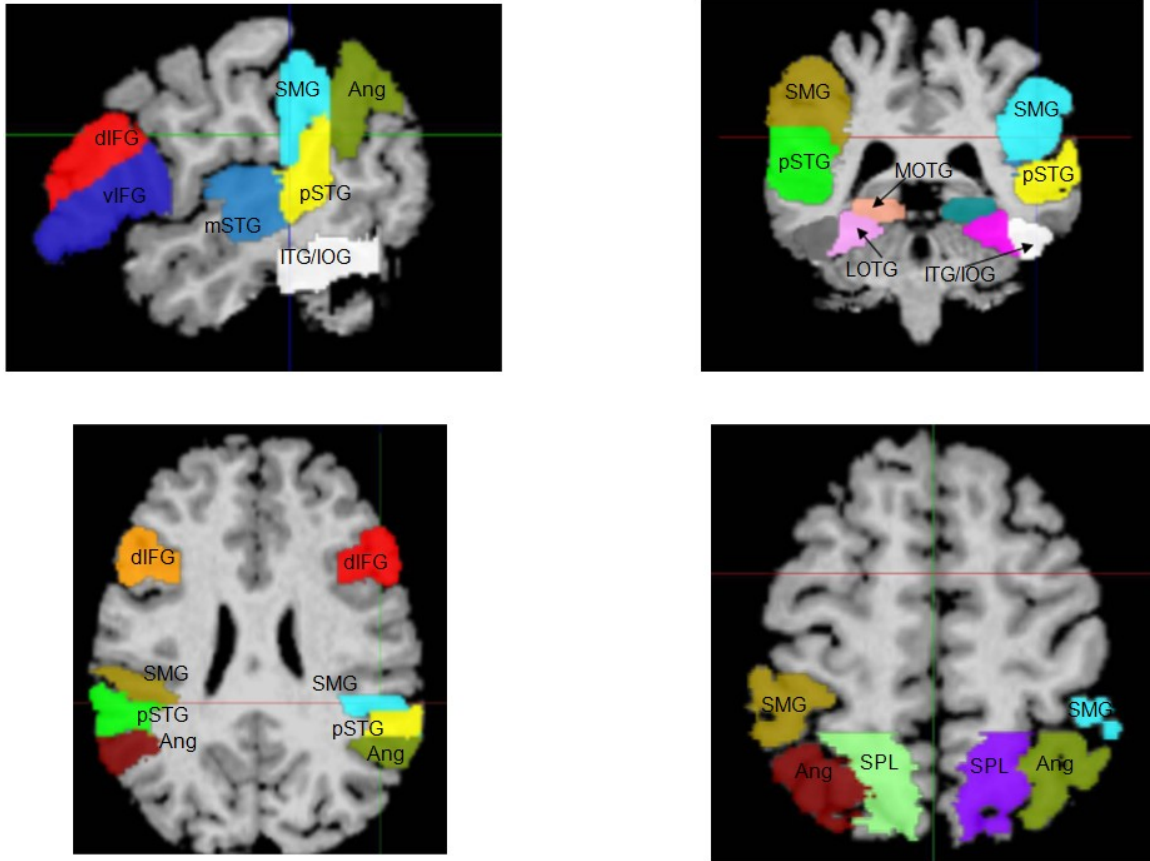 SMG
Ang
dIFG
vIFG
pSTG
mSTG
ITG/IOG
SMG
SMG
pSTG
pSTG
MOTG
LOTG
ITG/IOG
dIFG
dIFG
SMG
SMG
pSTG
pSTG
Ang
Ang
SMG
SMG
Ang
SPL
SPL
Ang